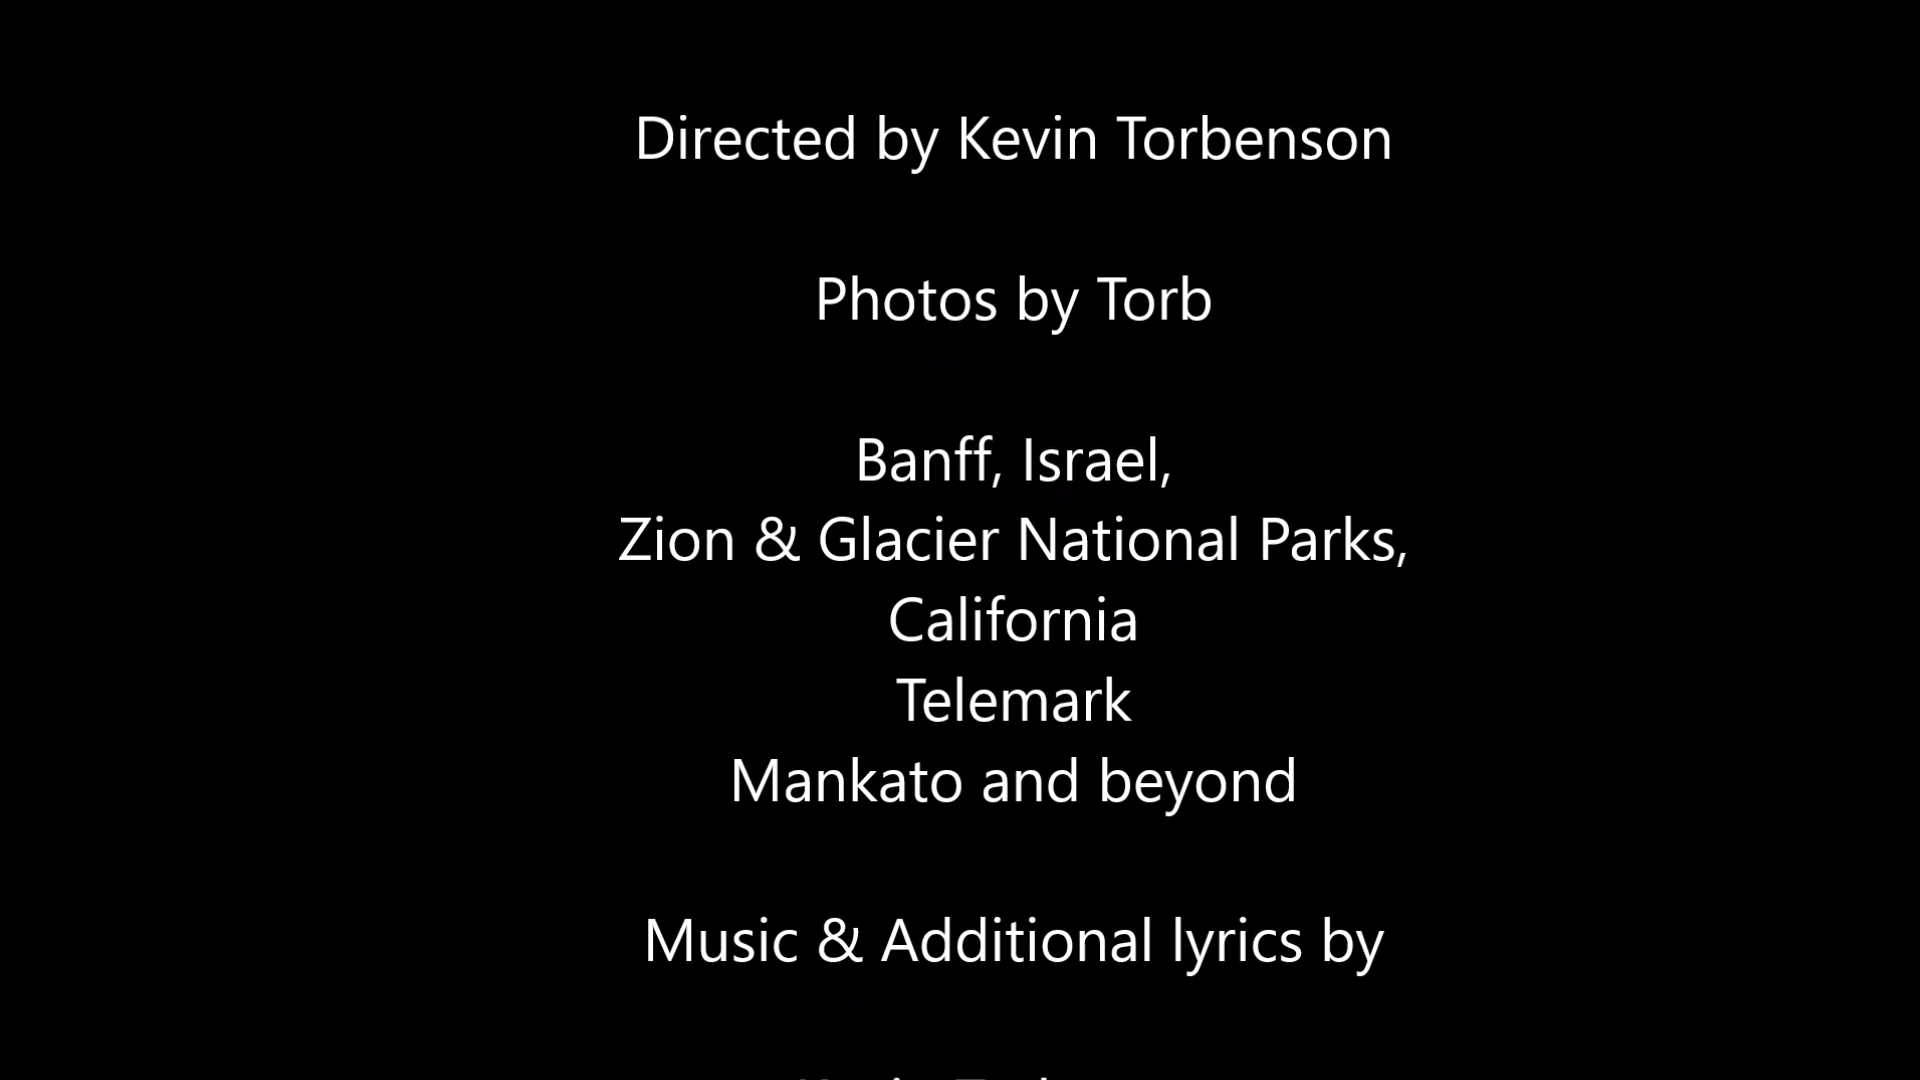 Directed by Kevin Torbenson
Photos by Torb
Banff, Israel,
Zion & Glacier National Parks,
California
Telemark
Mankato and beyond
Music & Additional lyrics by